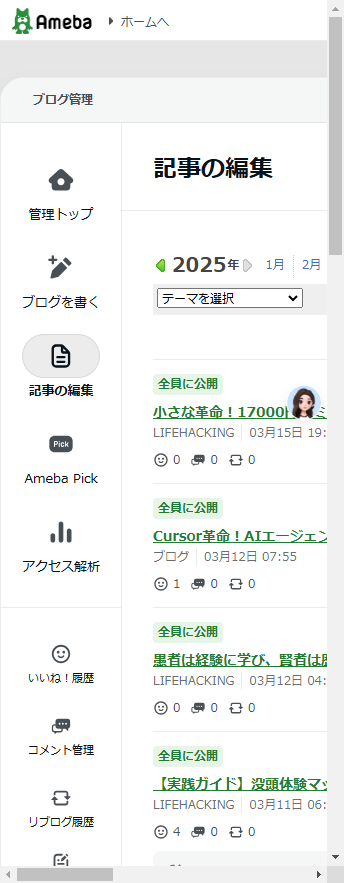 Ameba
ホームへ
ブログ管理
管理トップ
ブログを書く
記事の編集
Pick
Ameba Pick
アクセス解析
いいね！履歴
コメント管理
リブログ履歴
記事の編集
2025年 1月 2月
テーマを選択
全員に公開
小さな革命！17000
LIFEHACKING 03月15日 19:
0 0 0
全員に公開
Cursor革命！AIエージェン
ブログ 03月12日 07:55
1 0 0
全員に公開
愚者は経験に学び、賢者は歴
LIFEHACKING 03月12日 04:
0 0 0
全員に公開
【実践ガイド】没頭体験マッ
LIFEHACKING 03月11日 06:
4 0 0